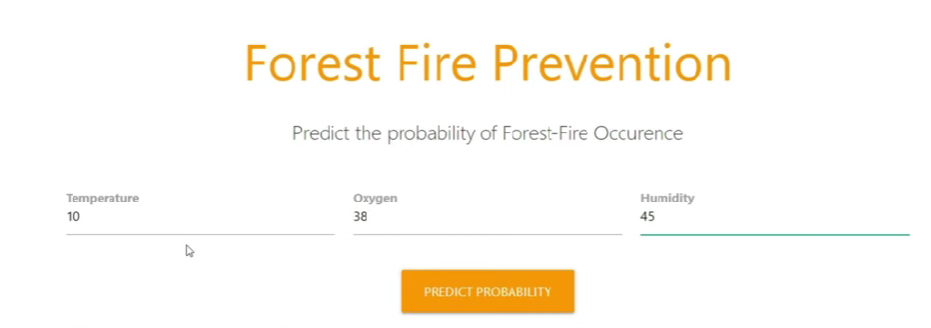 Forest Fire Prevention
Predict the probability of Forest-Fire Occurence
Temperature Oxygen Humidity
10 38 45
PREDICT PROBABILITY